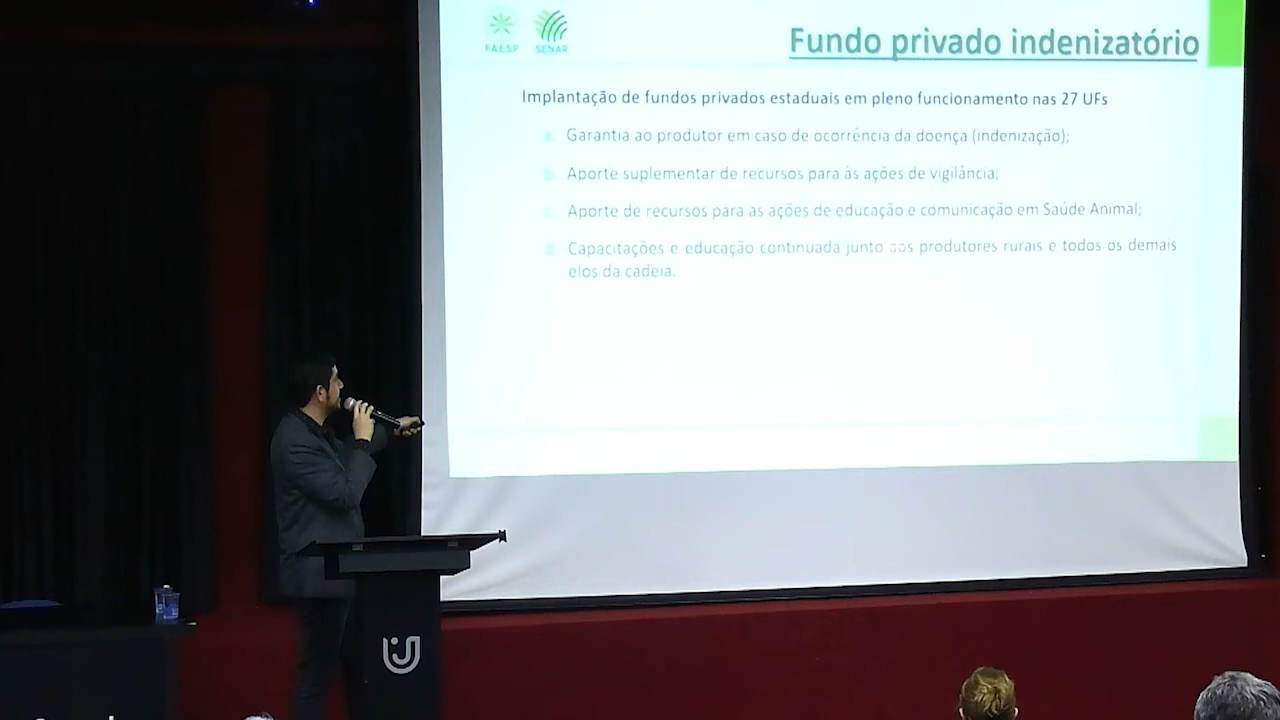 FAESP SENAR
Fundo privado indenizatório
Implantação de fundos privados estaduais em pleno funcionamento nas 27 UFs
Garantia ao produtor em caso de ocorrência da doença (indenização);
Aporte suplementar de recursos para às ações de vigilância;
Aporte de recursos para as ações de educação e comunicação em Saúde Animal;
Capacitações e educação continuada junto aos produtores rurais e todos os demais
elos da cadeia.